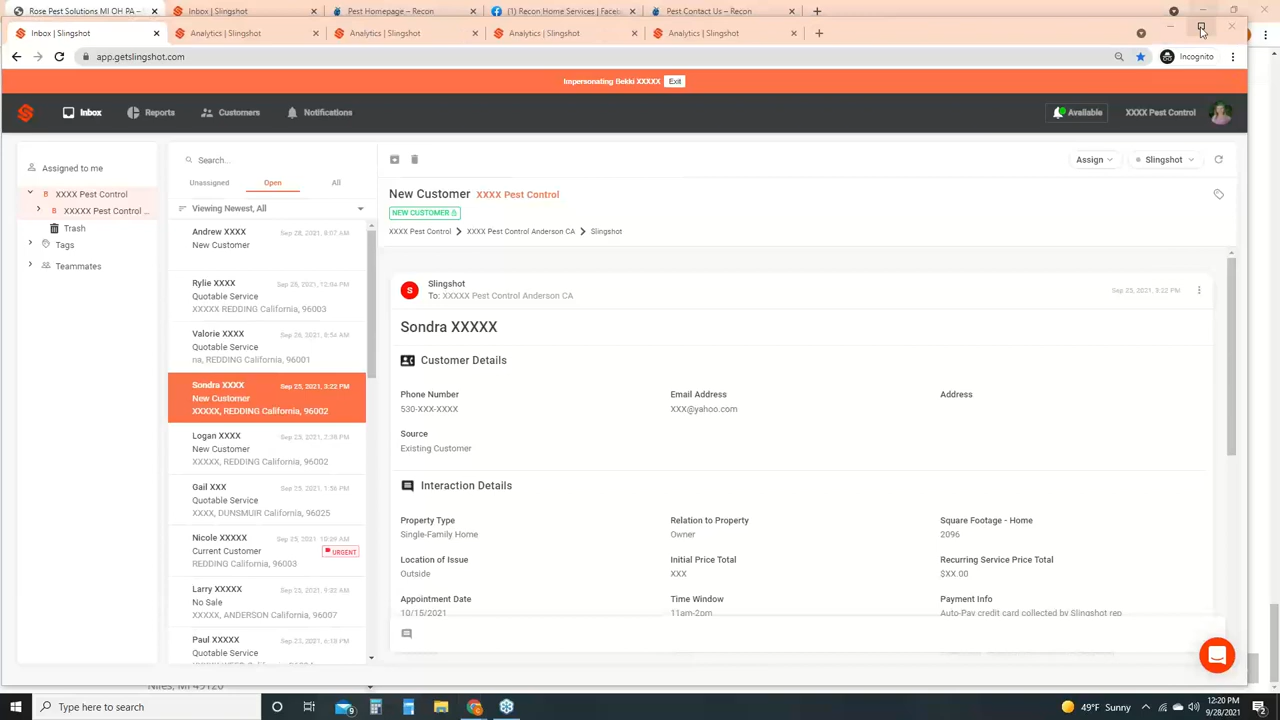 Rose Pest Solutions MI OH PA -
Inbox | Slingshot
Pest Homepage – Recon
(1) Recon Home Services | Face
Pest Contact Us – Recon
Inbox | Slingshot
Analytics | Slingshot
Analytics | Slingshot
Analytics | Slingshot
Analytics | Slingshot
app.getslingshot.com
Incognito
Impersonating Bekki XXXXX
Exit
Inbox
Reports
Customers
Notifications
Available
XXXX Pest Control
Assigned to me
B XXXX Pest Control
B XXXXX Pest Control ...
Trash
Tags
Teammates
Search...
Unassigned
Open
All
Viewing Newest, All
Andrew XXXX
Sep 28, 2021, 8:07 AM
New Customer
Rylie XXXX
New Customer
Quotable Service
XXXXX REDDING California, 96003
Valorie XXXX
Quotable Service
na, REDDING California, 96001
Sondra XXXX
Sep 25, 2021, 3:22 PM
New Customer
XXXXX, REDDING California, 96002
Logan XXXX
New Customer
XXXXX, REDDING California, 96002
Gail XXX
Quotable Service
XXXX, DUNSMUIR California, 96025
Nicole XXXXX
Current Customer
URGENT
REDDING California, 96003
Larry XXXXX
No Sale
XXXXX, ANDERSON California, 96007
Paul XXXXX
Quotable Service
Assign
Slingshot
New Customer XXXX Pest Control
NEW CUSTOMER
XXXX Pest Control > XXXX Pest Control Anderson CA > Slingshot
S
Slingshot
To: XXXXX Pest Control Anderson CA
Sondra XXXXX
Customer Details
Phone Number
Email Address
Address
530-XXX-XXXX
XXX@yahoo.com
Source
Existing Customer
Interaction Details
Property Type
Relation to Property
Square Footage - Home
Single-Family Home
Owner
2096
Location of Issue
Initial Price Total
Recurring Service Price Total
Outside
XXX
$XX.00
Appointment Date
Time Window
Payment Info
10/15/2021
11am-2pm
Auto-Pay credit card collected by Slingshot rep
Type here to search
49°F Sunny
12:20 PM
9/28/2021